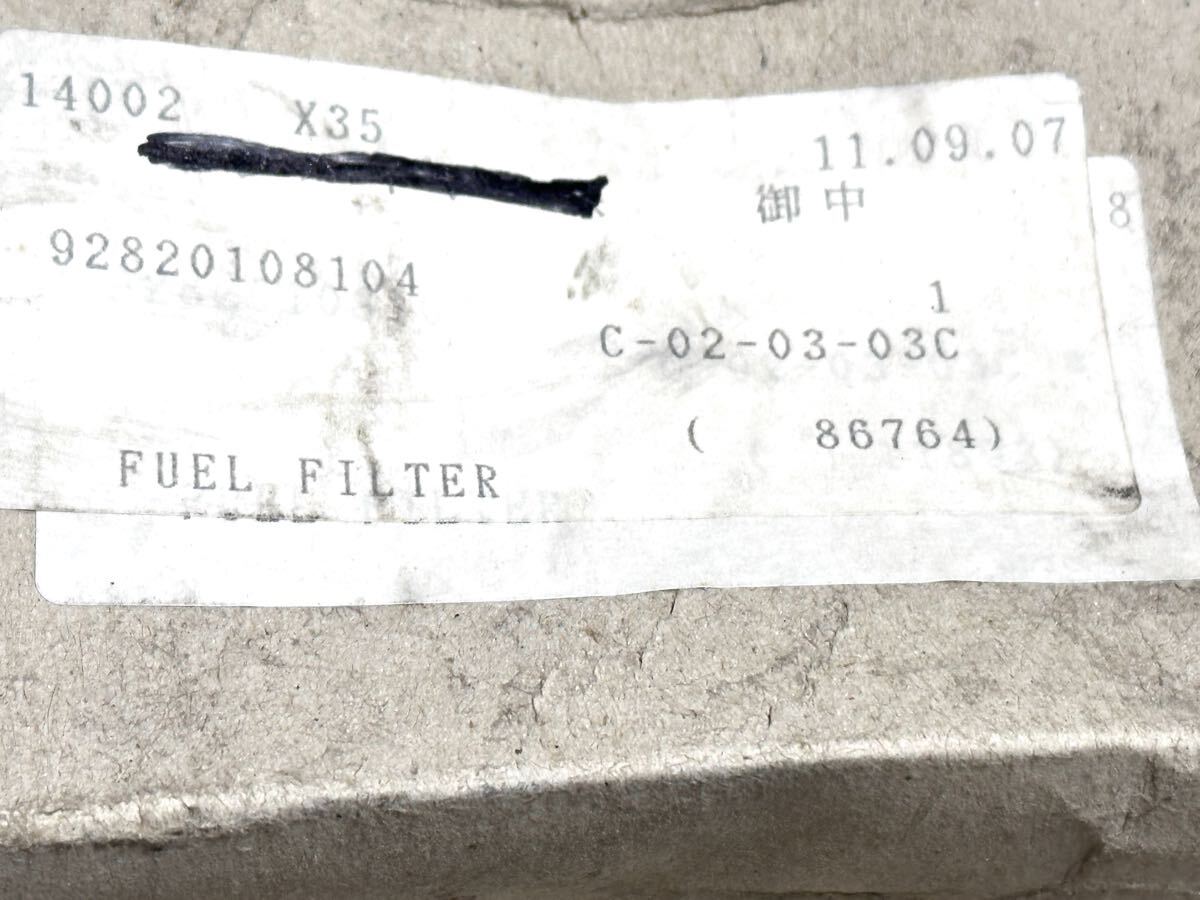 14002 X35 11.09.07
御中
8
92820108104
1
C-02-03-03C
( 86764)
FUEL FILTER